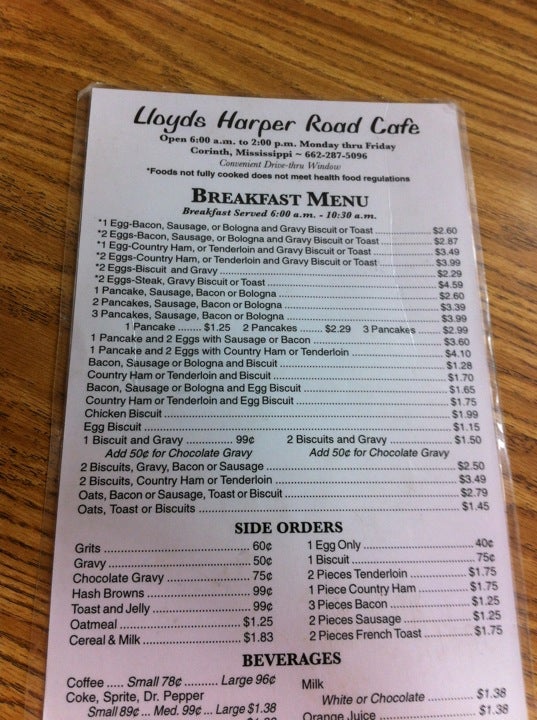 Lloyds Harper Road Cafe
Open 6:00 a.m. to 2:00 p.m. Monday thru Friday
Corinth, Mississippi ~ 662-287-5096
Convenient Drive-thru Window
*Foods not fully cooked does not meet health food regulations
BREAKFAST MENU
Breakfast Served 6:00 a.m. - 10:30 a.m.
*1 Egg-Bacon, Sausage, or Bologna and Gravy Biscuit or Toast $2.60
*2 Eggs-Bacon, Sausage, or Bologna and Gravy Biscuit or Toast $2.87
*1 Egg-Country Ham, or Tenderloin and Gravy Biscuit or Toast $3.49
*2 Eggs-Country Ham, or Tenderloin and Gravy Biscuit or Toast $3.99
*2 Eggs-Biscuit and Gravy $2.29
*2 Eggs-Steak, Gravy Biscuit or Toast $4.59
1 Pancake, Sausage, Bacon or Bologna $2.60
2 Pancakes, Sausage, Bacon or Bologna $3.39
3 Pancakes, Sausage, Bacon or Bologna $3.99
1 Pancake $1.25 2 Pancakes $2.29 3 Pancakes $2.99
1 Pancake and 2 Eggs with Sausage or Bacon $3.60
1 Pancake and 2 Eggs with Country Ham or Tenderloin $4.10
Bacon, Sausage or Bologna and Biscuit $1.28
Country Ham or Tenderloin and Biscuit $1.70
Bacon, Sausage or Bologna and Egg Biscuit $1.65
Country Ham or Tenderloin and Egg Biscuit $1.75
Chicken Biscuit $1.99
Egg Biscuit $1.15
1 Biscuit and Gravy 99¢ 2 Biscuits and Gravy $1.50
Add 50¢ for Chocolate Gravy Add 50¢ for Chocolate Gravy
2 Biscuits, Gravy, Bacon or Sausage $2.50
2 Biscuits, Country Ham or Tenderloin $3.49
Oats, Bacon or Sausage, Toast or Biscuit $2.79
Oats, Toast or Biscuits $1.45
SIDE ORDERS
Grits 60¢
Gravy 50¢
Chocolate Gravy 75¢
Hash Browns 99¢
Toast and Jelly 99¢
Oatmeal $1.25
Cereal & Milk $1.83
1 Egg Only 40¢
1 Biscuit 75¢
2 Pieces Tenderloin $1.75
1 Piece Country Ham $1.75
3 Pieces Bacon $1.25
2 Pieces Sausage $1.25
2 Pieces French Toast $1.75
BEVERAGES
Coffee ..... Small 78¢ .......... Large 96¢
Coke, Sprite, Dr. Pepper
Small 89¢ ... Med. 99¢ ... Large $1.38
Milk
White or Chocolate $1.38
Orange Juice $1.38